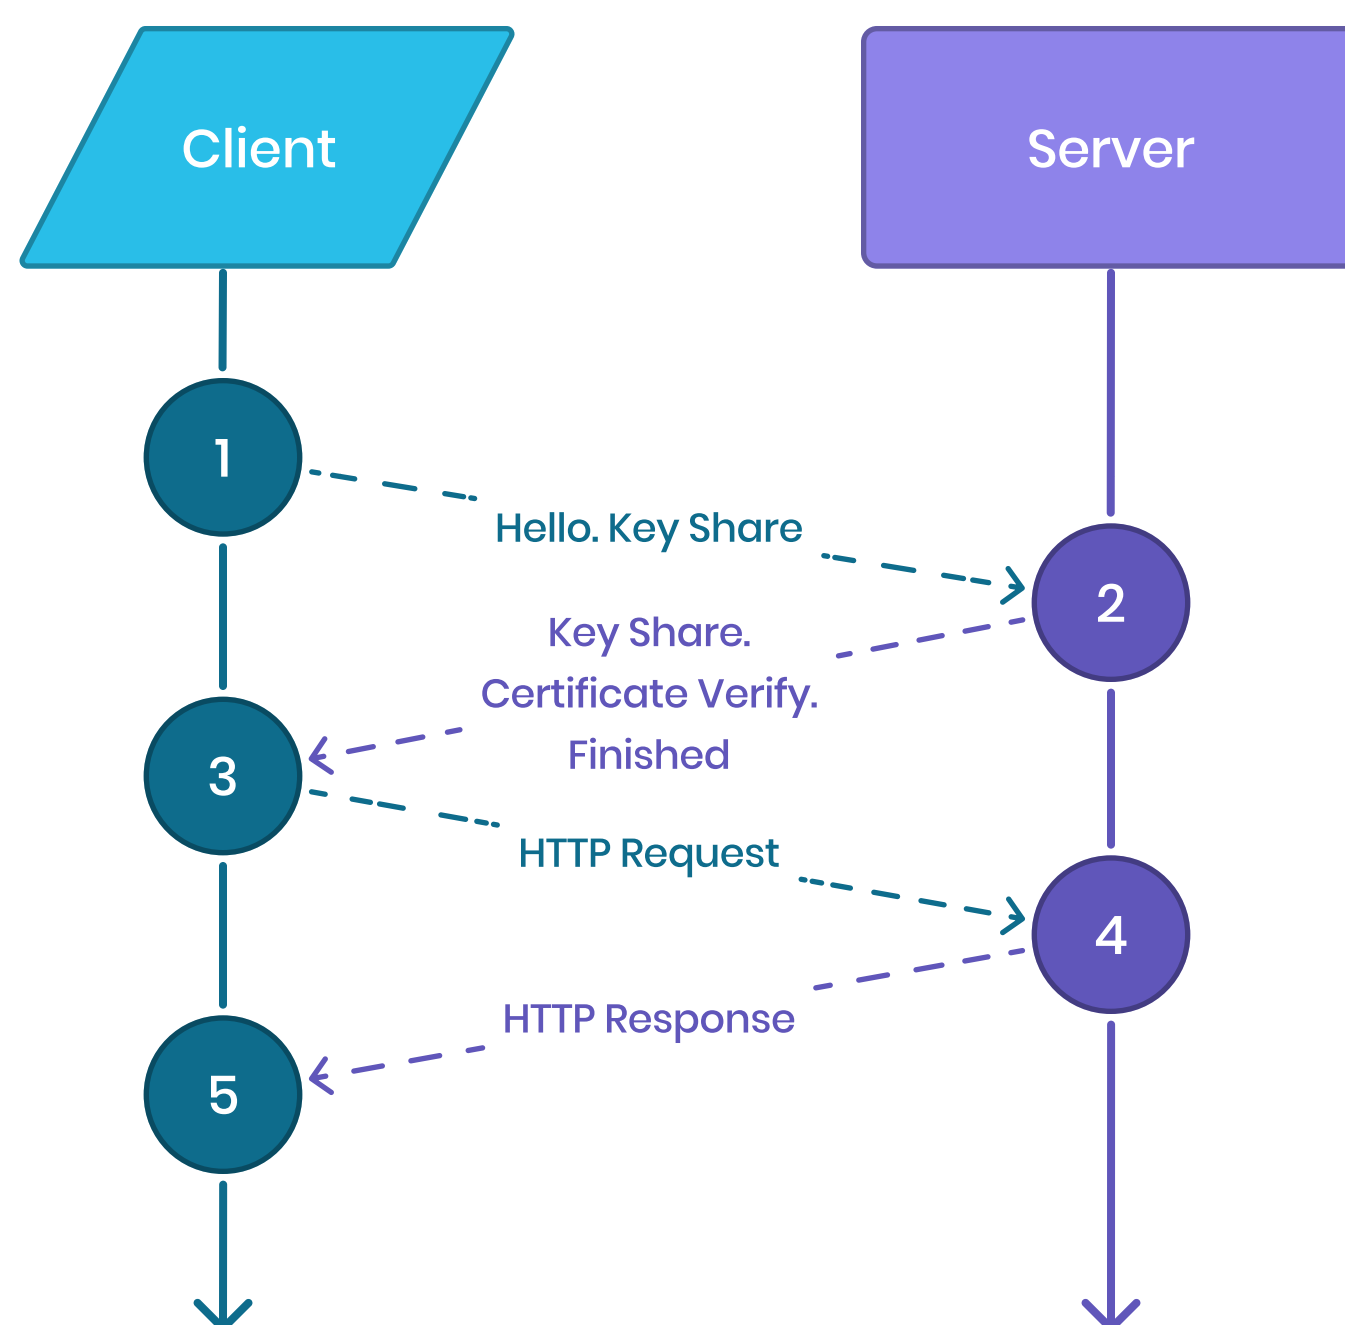 Client
Server
1
Hello. Key Share
2
Key Share.
Certificate Verify.
Finished
3
HTTP Request
4
HTTP Response
5